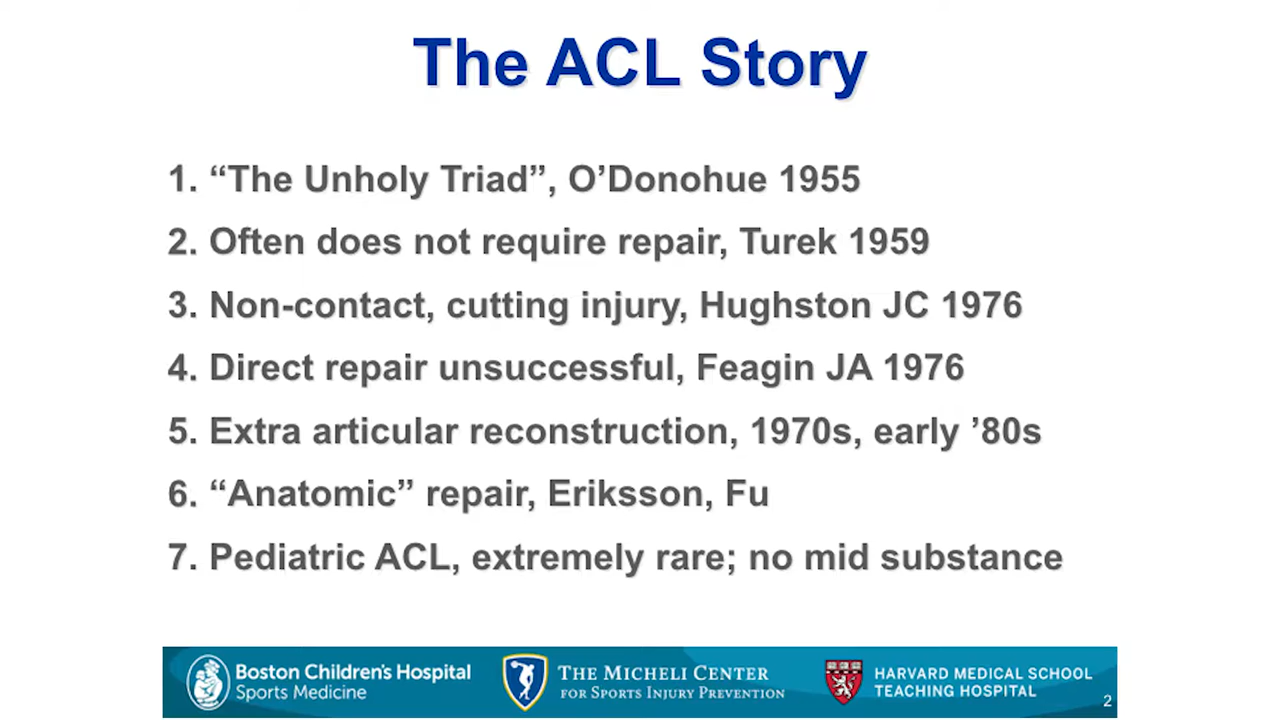 The ACL Story
1. “The Unholy Triad”, O’Donohue 1955
2. Often does not require repair, Turek 1959
3. Non-contact, cutting injury, Hughston JC 1976
4. Direct repair unsuccessful, Feagin JA 1976
5. Extra articular reconstruction, 1970s, early ’80s
6. “Anatomic” repair, Eriksson, Fu
7. Pediatric ACL, extremely rare; no mid substance
Boston Children’s Hospital
Sports Medicine
THE MICHELI CENTER
FOR SPORTS INJURY PREVENTION
HARVARD MEDICAL SCHOOL
TEACHING HOSPITAL
2